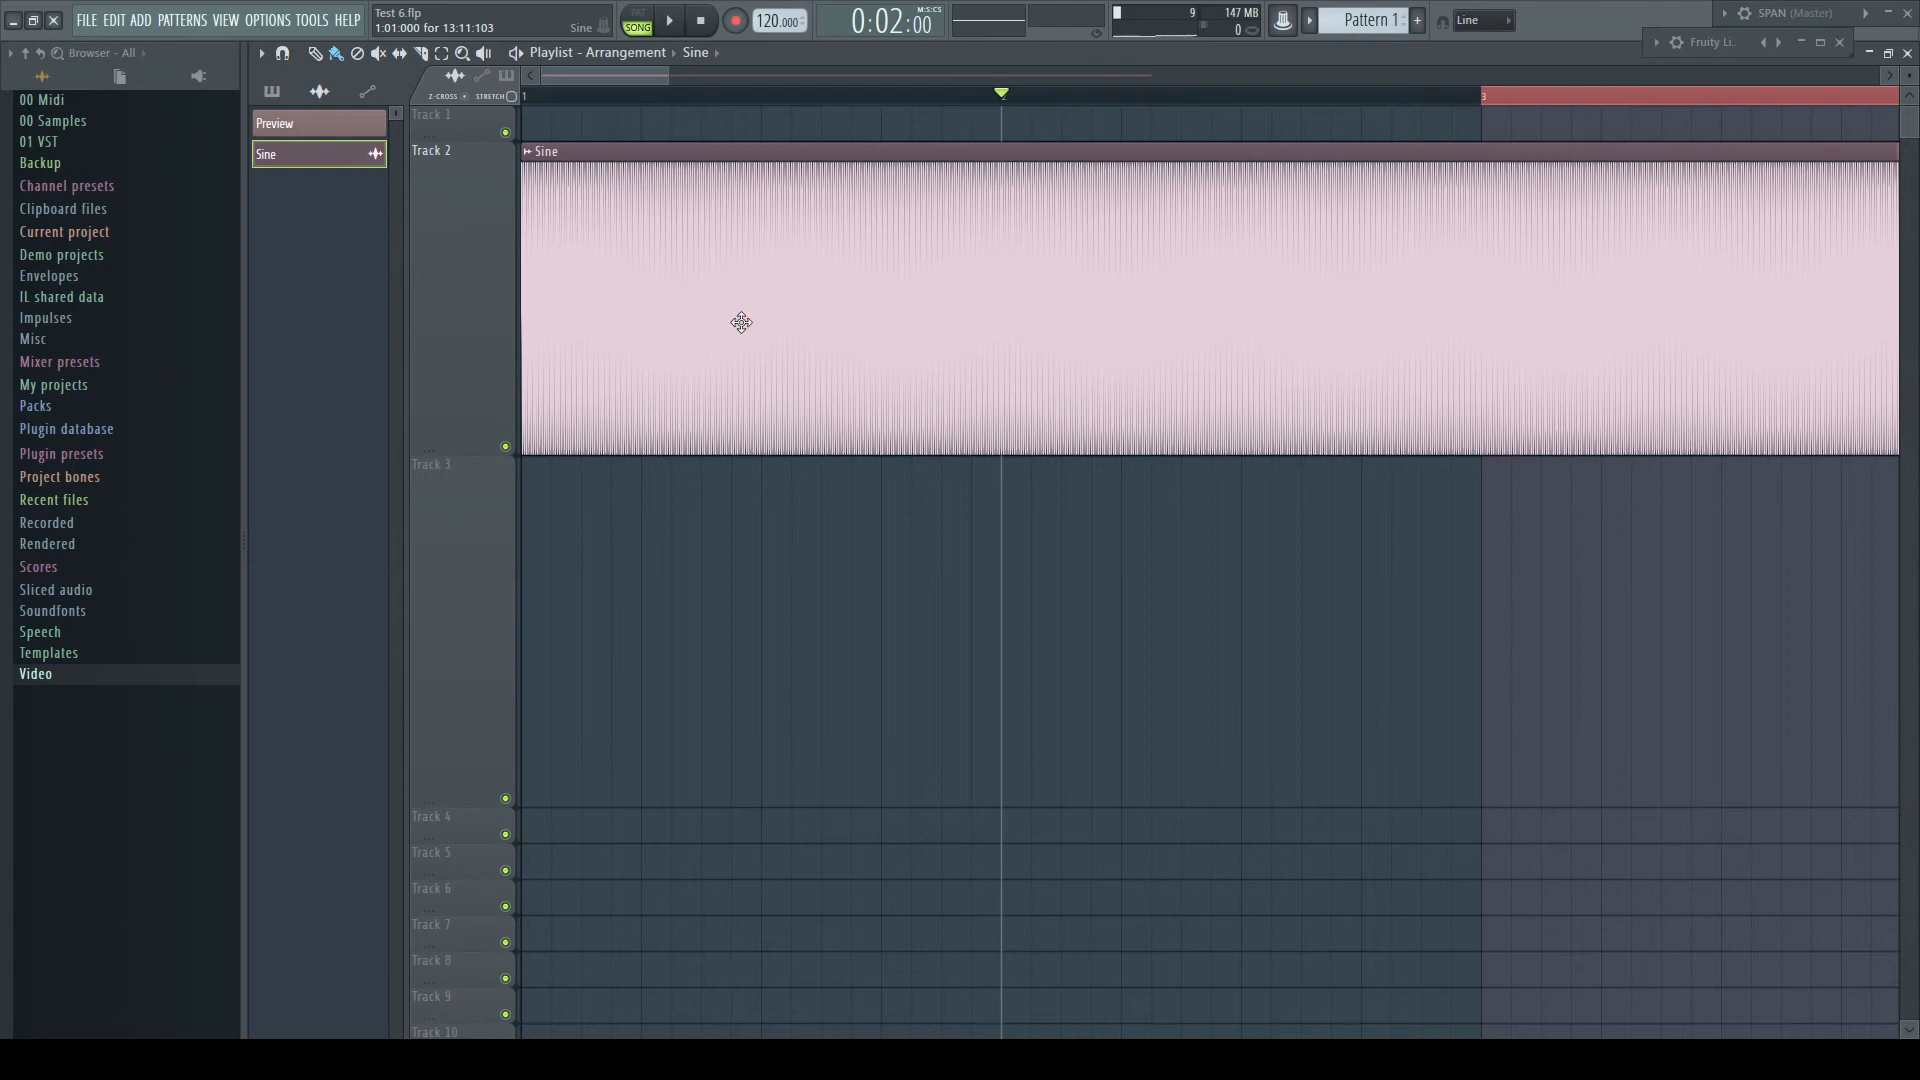 FILE EDIT ADD PATTERNS VIEW OPTIONS TOOLS HELP
Test 6.flp
1:01:000 for 13:11:103
Sine
PAT
SONG
120.000
0:02:00
M:S:CS
9
147 MB
0
Pattern 1
+
Line
SPAN (Master)
Fruity Li..
Browser - All
Playlist - Arrangement
Sine
Z-CROSS
STRETCH
1
2
3
00 Midi
00 Samples
01 VST
Backup
Channel presets
Clipboard files
Current project
Demo projects
Envelopes
IL shared data
Impulses
Misc
Mixer presets
My projects
Packs
Plugin database
Plugin presets
Project bones
Recent files
Recorded
Rendered
Scores
Sliced audio
Soundfonts
Speech
Templates
Video
Preview
Sine
Track 1
Track 2
Sine
Track 3
Track 4
Track 5
Track 6
Track 7
Track 8
Track 9
Track 10